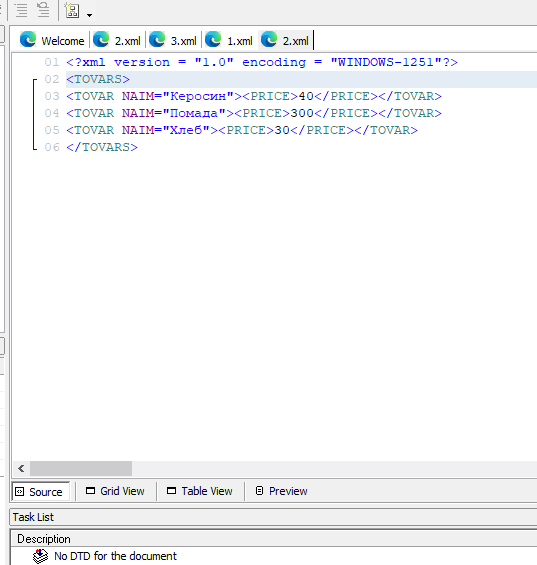 Welcome 2.xml 3.xml 1.xml 2.xml
01 <?xml version = "1.0" encoding = "WINDOWS-1251"?>
02 <TOVARS>
03 <TOVAR NAIM="Керосин"><PRICE>40</PRICE></TOVAR>
04 <TOVAR NAIM="Помада"><PRICE>300</PRICE></TOVAR>
05 <TOVAR NAIM="Хлеб"><PRICE>30</PRICE></TOVAR>
06 </TOVARS>
Source Grid View Table View Preview
Task List
Description
No DTD for the document